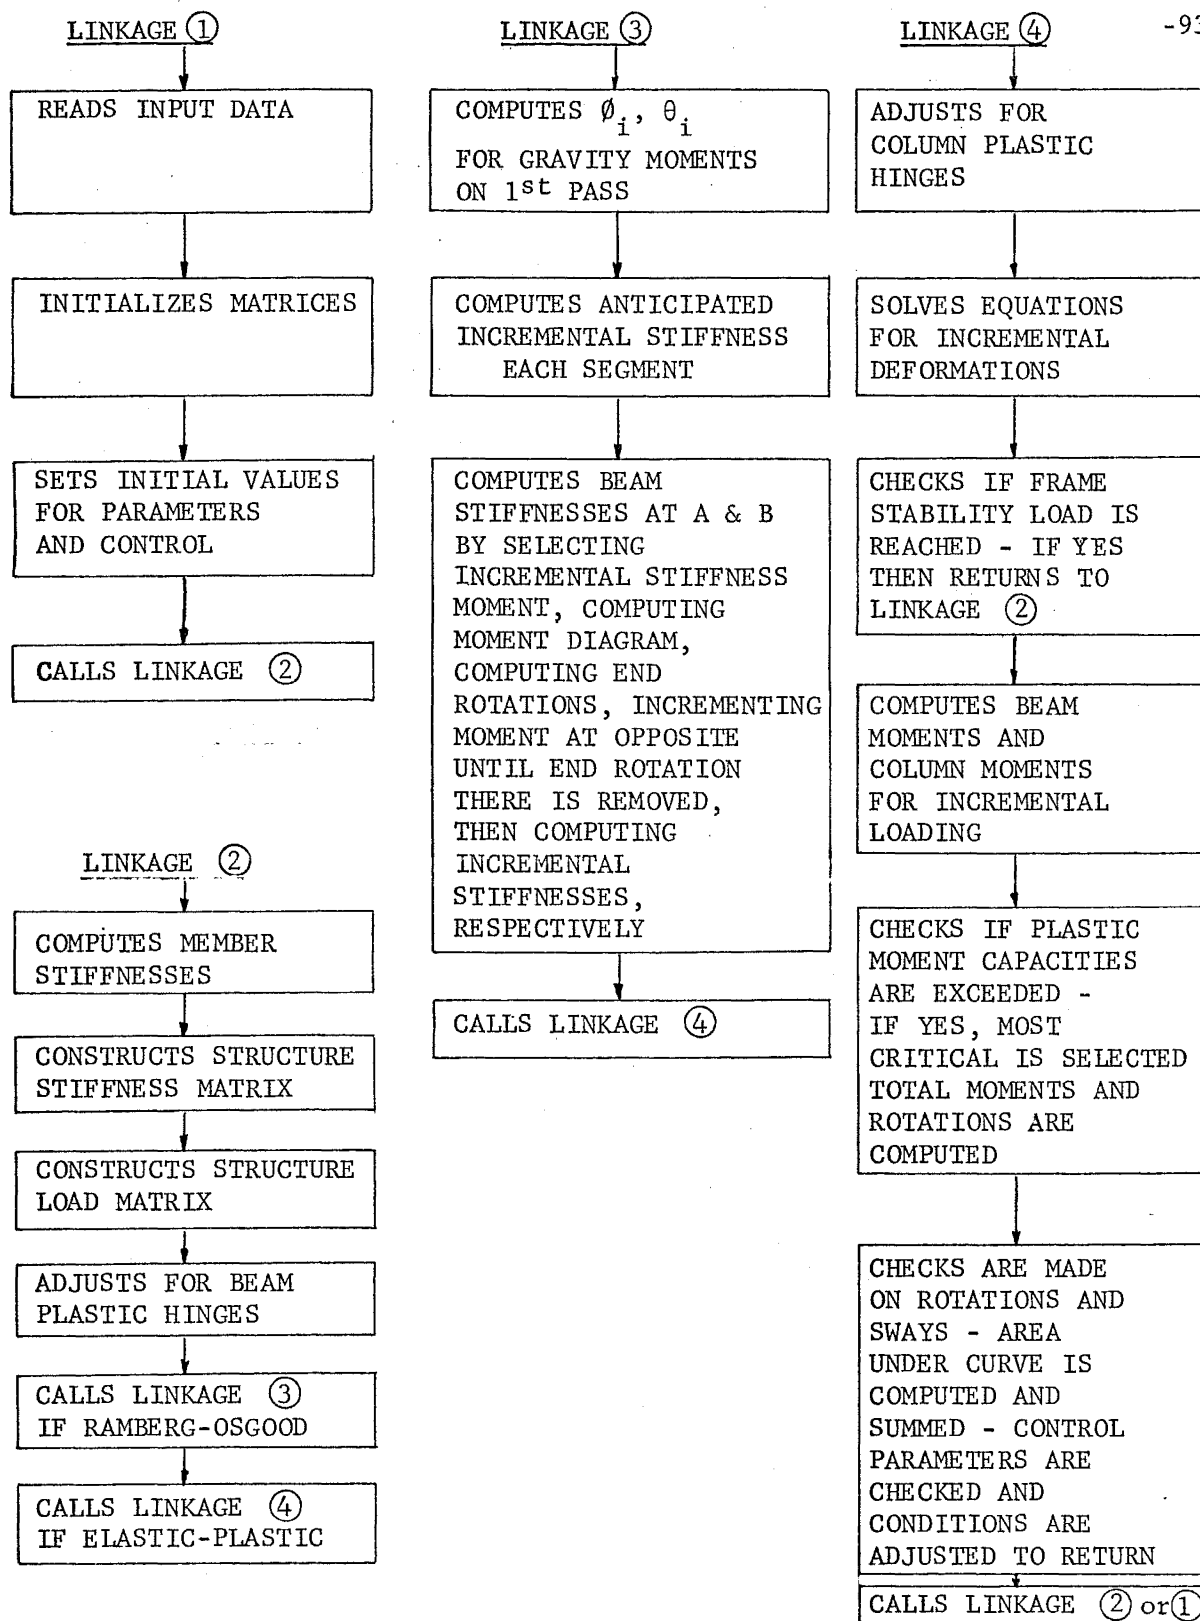 -93
LINKAGE ①
READS INPUT DATA
INITIALIZES MATRICES
SETS INITIAL VALUES
FOR PARAMETERS
AND CONTROL
CALLS LINKAGE ②
LINKAGE ②
COMPUTES MEMBER
STIFFNESSES
CONSTRUCTS STRUCTURE
STIFFNESS MATRIX
CONSTRUCTS STRUCTURE
LOAD MATRIX
ADJUSTS FOR BEAM
PLASTIC HINGES
CALLS LINKAGE ③
IF RAMBERG-OSGOOD
CALLS LINKAGE ④
IF ELASTIC-PLASTIC
LINKAGE ③
COMPUTES Øi, θi
FOR GRAVITY MOMENTS
ON 1st PASS
COMPUTES ANTICIPATED
INCREMENTAL STIFFNESS
EACH SEGMENT
COMPUTES BEAM
STIFFNESSES AT A & B
BY SELECTING
INCREMENTAL STIFFNESS
MOMENT, COMPUTING
MOMENT DIAGRAM,
COMPUTING END
ROTATIONS, INCREMENTING
MOMENT AT OPPOSITE
UNTIL END ROTATION
THERE IS REMOVED,
THEN COMPUTING
INCREMENTAL
STIFFNESSES,
RESPECTIVELY
CALLS LINKAGE ④
LINKAGE ④
ADJUSTS FOR
COLUMN PLASTIC
HINGES
SOLVES EQUATIONS
FOR INCREMENTAL
DEFORMATIONS
CHECKS IF FRAME
STABILITY LOAD IS
REACHED - IF YES
THEN RETURNS TO
LINKAGE ②
COMPUTES BEAM
MOMENTS AND
COLUMN MOMENTS
FOR INCREMENTAL
LOADING
CHECKS IF PLASTIC
MOMENT CAPACITIES
ARE EXCEEDED -
IF YES, MOST
CRITICAL IS SELECTED
TOTAL MOMENTS AND
ROTATIONS ARE
COMPUTED
CHECKS ARE MADE
ON ROTATIONS AND
SWAYS - AREA
UNDER CURVE IS
COMPUTED AND
SUMMED - CONTROL
PARAMETERS ARE
CHECKED AND
CONDITIONS ARE
ADJUSTED TO RETURN
CALLS LINKAGE ② or ①